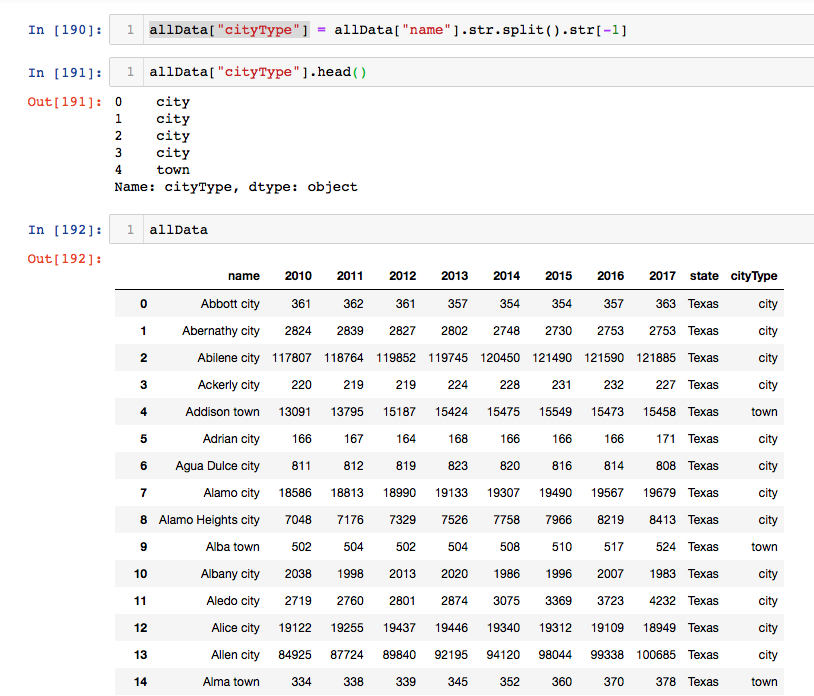 In [190]: 1 allData["cityType"] = allData["name"].str.split().str[-1]
In [191]: 1 allData["cityType"].head()
Out[191]: 0 city
1 city
2 city
3 city
4 town
Name: cityType, dtype: object
In [192]: 1 allData
Out[192]:
name 2010 2011 2012 2013 2014 2015 2016 2017 state cityType
0 Abbott city 361 362 361 357 354 354 357 363 Texas city
1 Abernathy city 2824 2839 2827 2802 2748 2730 2753 2753 Texas city
2 Abilene city 117807 118764 119852 119745 120450 121490 121590 121885 Texas city
3 Ackerly city 220 219 219 224 228 231 232 227 Texas city
4 Addison town 13091 13795 15187 15424 15475 15549 15473 15458 Texas town
5 Adrian city 166 167 164 168 166 166 166 171 Texas city
6 Agua Dulce city 811 812 819 823 820 816 814 808 Texas city
7 Alamo city 18586 18813 18990 19133 19307 19490 19567 19679 Texas city
8 Alamo Heights city 7048 7176 7329 7526 7758 7966 8219 8413 Texas city
9 Alba town 502 504 502 504 508 510 517 524 Texas town
10 Albany city 2038 1998 2013 2020 1986 1996 2007 1983 Texas city
11 Aledo city 2719 2760 2801 2874 3075 3369 3723 4232 Texas city
12 Alice city 19122 19255 19437 19446 19340 19312 19109 18949 Texas city
13 Allen city 84925 87724 89840 92195 94120 98044 99338 100685 Texas city
14 Alma town 334 338 339 345 352 360 370 378 Texas town